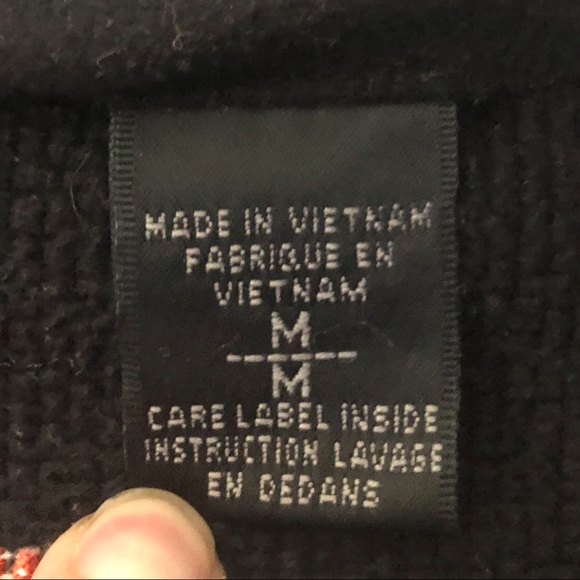 MADE IN VIETNAM
FABRIQUE EN
VIETNAM
M
M
CARE LABEL INSIDE
INSTRUCTION LAVAGE
EN DEDANS